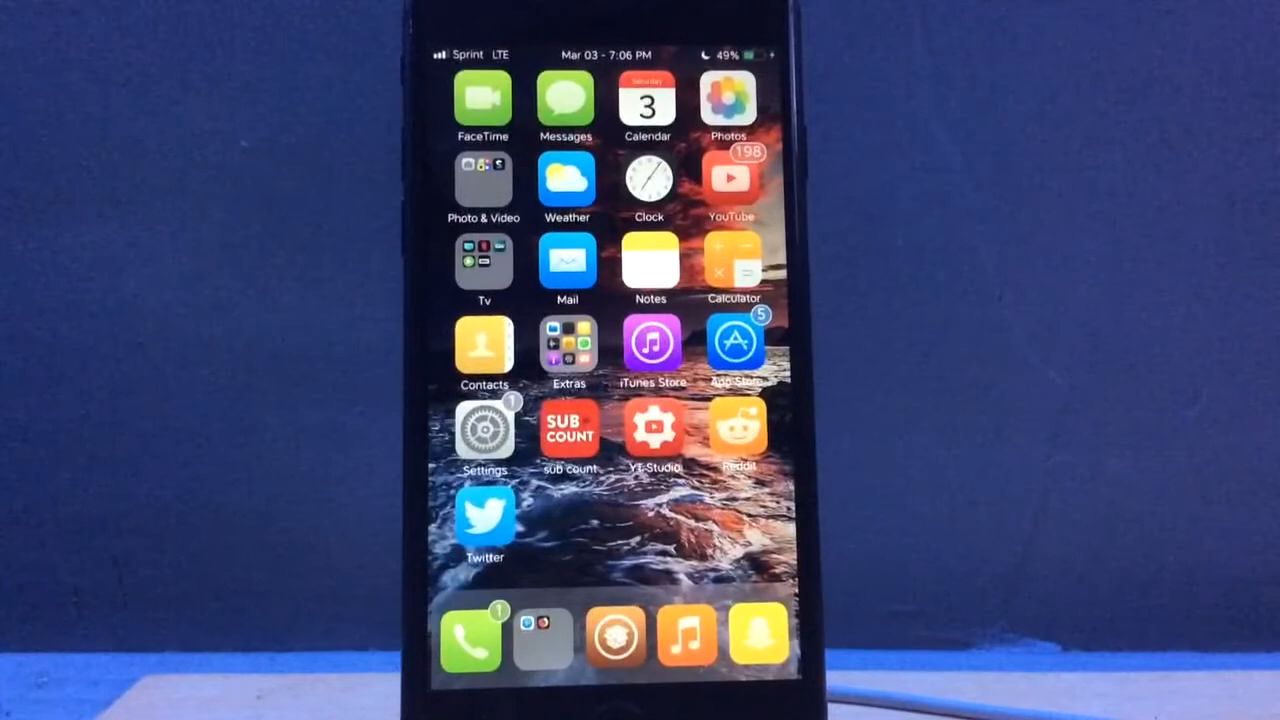 Sprint LTE Mar 03 - 7:06 PM 49%
Saturday
3
FaceTime Messages Calendar Photos
198
Photo & Video Weather Clock YouTube
Tv Mail Notes Calculator
5
Contacts Extras iTunes Store App Store
1
SUB COUNT
Settings sub count YT Studio Reddit
Twitter
1